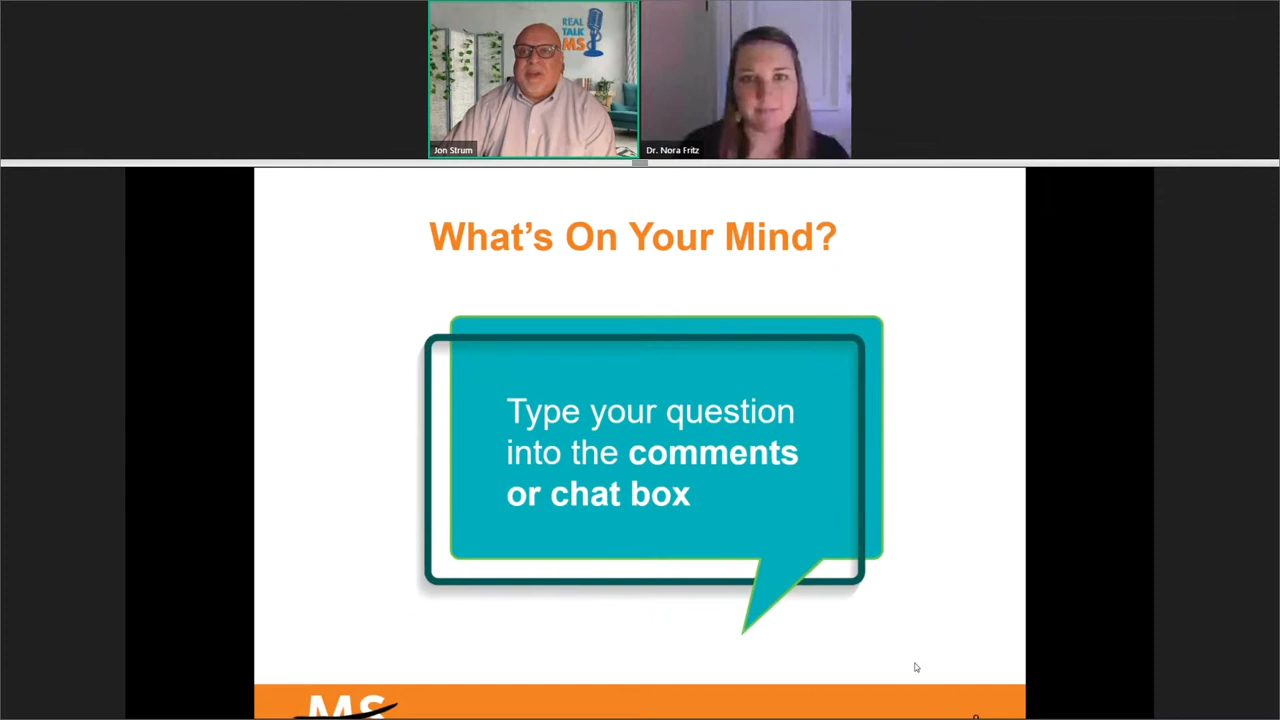 REAL
TALK
MS
Jon Strum
Dr. Nora Fritz
What's On Your Mind?
Type your question
into the comments
or chat box
MS